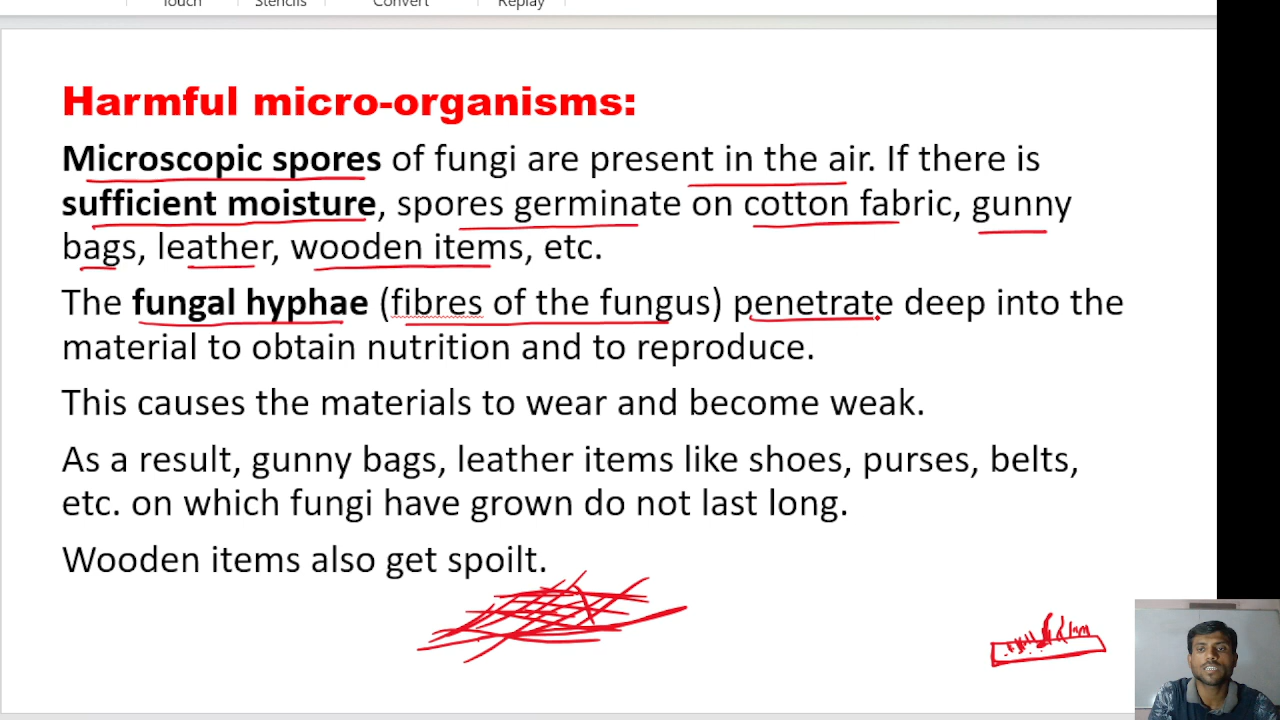 Touch Stencils Convert Replay
Harmful micro-organisms:
Microscopic spores of fungi are present in the air. If there is
sufficient moisture, spores germinate on cotton fabric, gunny
bags, leather, wooden items, etc.
The fungal hyphae (fibres of the fungus) penetrate deep into the
material to obtain nutrition and to reproduce.
This causes the materials to wear and become weak.
As a result, gunny bags, leather items like shoes, purses, belts,
etc. on which fungi have grown do not last long.
Wooden items also get spoilt.